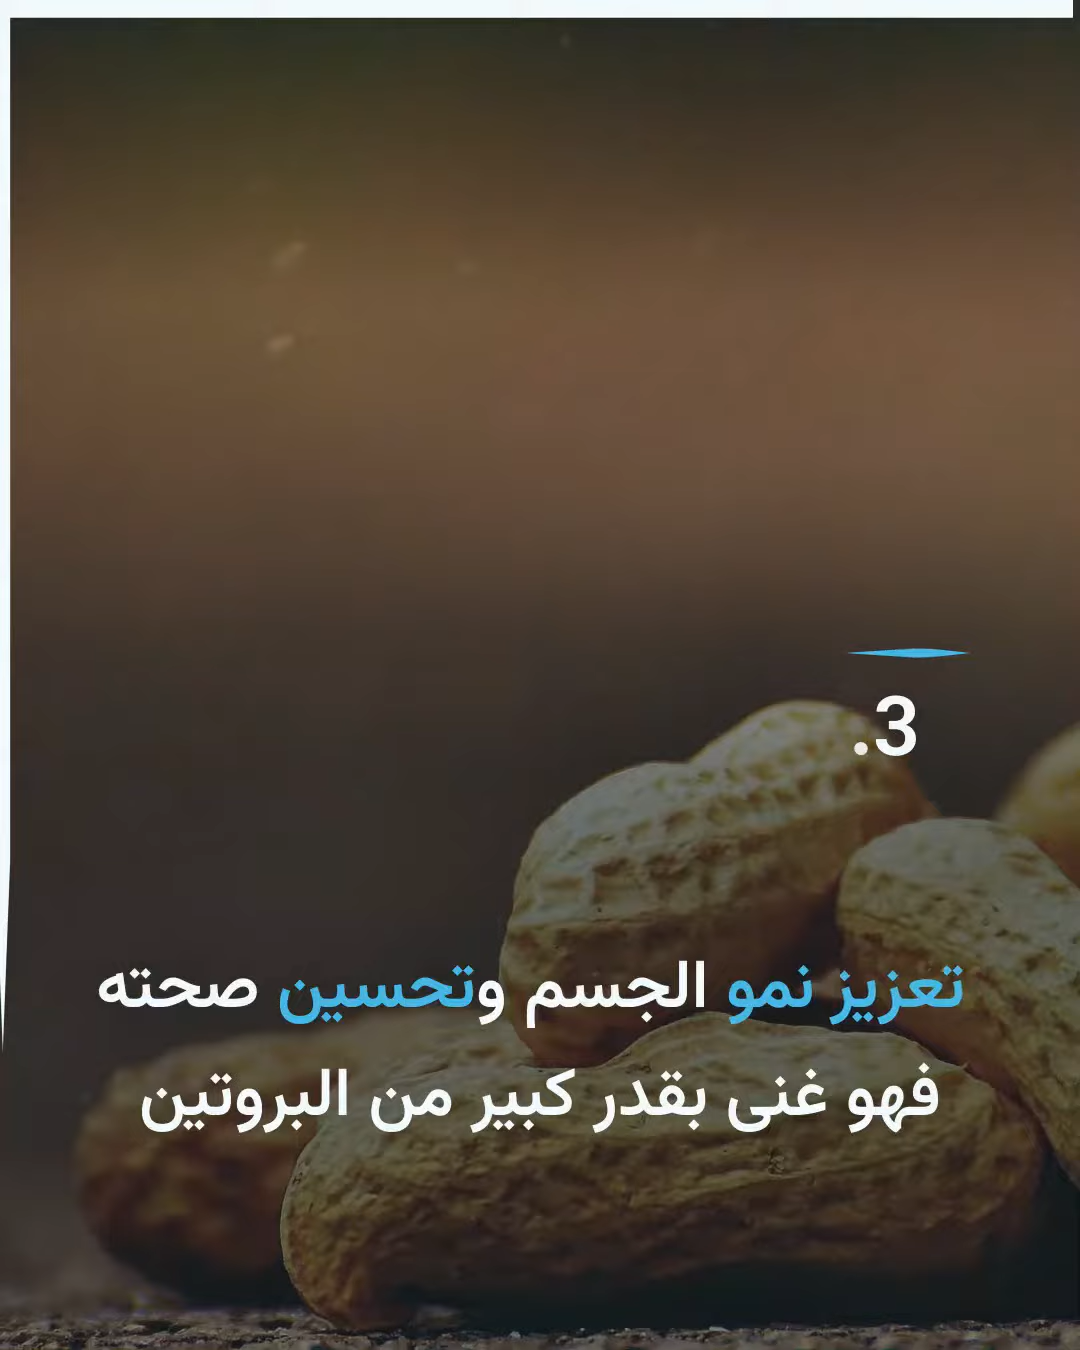 3.
تعزيز نمو الجسم وتحسين صحته
فهو غنى بقدر كبير من البروتين